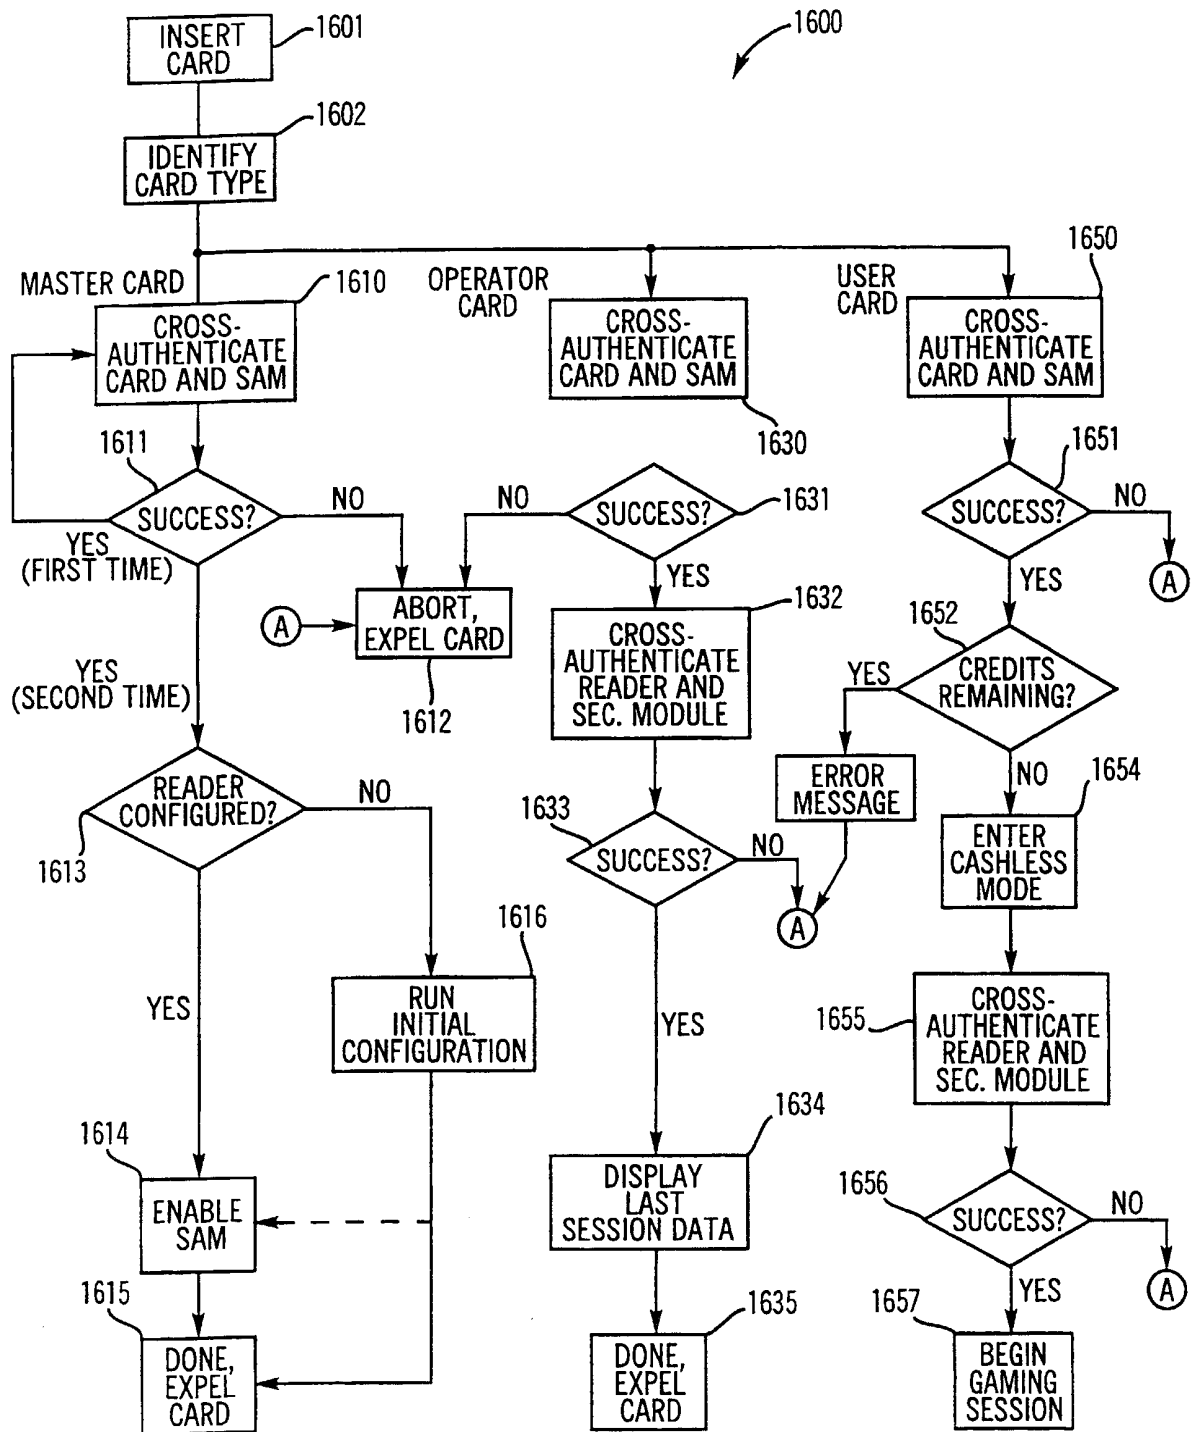 1600
INSERT
CARD
1601
IDENTIFY
CARD TYPE
1602
MASTER CARD
1610
CROSS-
AUTHENTICATE
CARD AND SAM
1611
SUCCESS?
NO
YES
(FIRST TIME)
YES
(SECOND TIME)
A
ABORT,
EXPEL CARD
1612
READER
CONFIGURED?
1613
NO
YES
1616
RUN
INITIAL
CONFIGURATION
1614
ENABLE
SAM
1615
DONE,
EXPEL
CARD
OPERATOR
CARD
CROSS-
AUTHENTICATE
CARD AND SAM
1630
NO
SUCCESS?
1631
YES
1632
CROSS-
AUTHENTICATE
READER AND
SEC. MODULE
1633
SUCCESS?
NO
A
YES
1634
DISPLAY
LAST
SESSION DATA
1635
DONE,
EXPEL
CARD
USER
CARD
1650
CROSS-
AUTHENTICATE
CARD AND SAM
1651
SUCCESS?
NO
A
YES
1652
CREDITS
REMAINING?
YES
ERROR
MESSAGE
NO
1654
ENTER
CASHLESS
MODE
1655
CROSS-
AUTHENTICATE
READER AND
SEC. MODULE
1656
SUCCESS?
NO
A
YES
1657
BEGIN
GAMING
SESSION